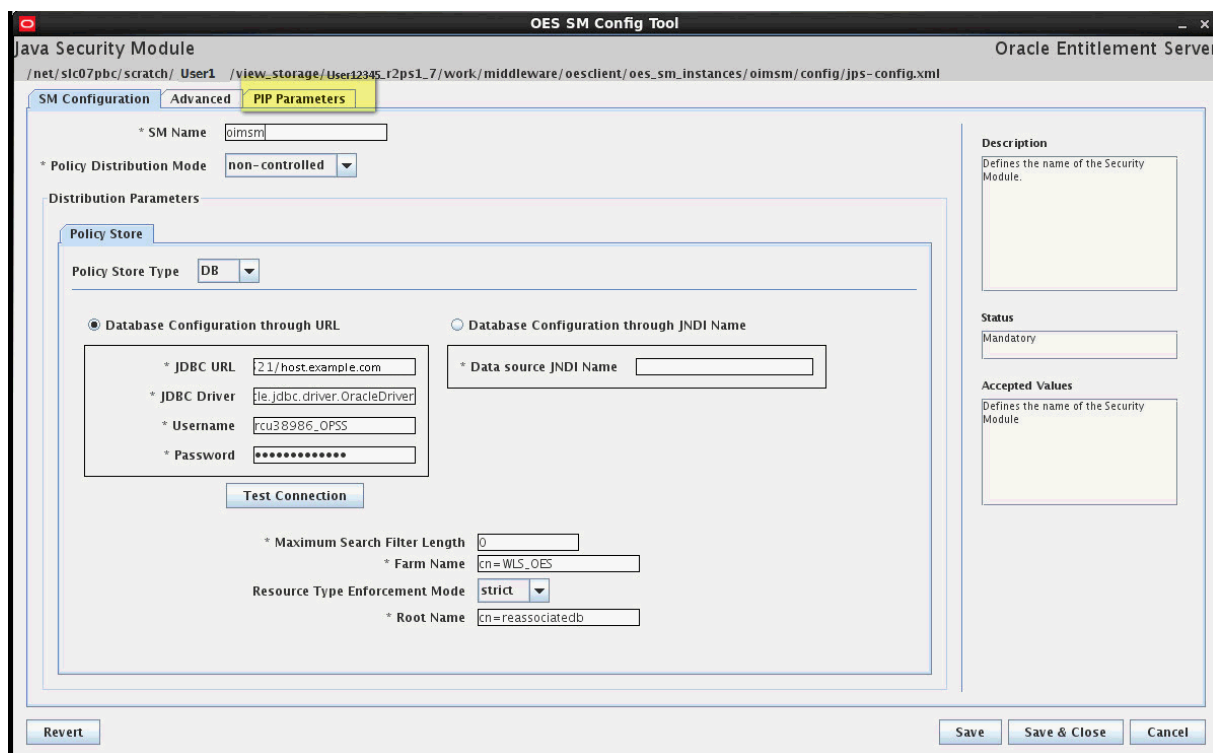 OES SM Config Tool
Java Security Module
Oracle Entitlement Server
/net/slc07pbc/scratch/ User1 /view_storage/User12345_r2ps1_7/work/middleware/oesclient/oes_sm_instances/oimsm/config/jps-config.xml
SM Configuration Advanced PIP Parameters
* SM Name oimsm
* Policy Distribution Mode non-controlled
Distribution Parameters
Policy Store
Policy Store Type DB
Database Configuration through URL
* JDBC URL 21/host.example.com
* JDBC Driver cle.jdbc.driver.OracleDriver
* Username rcu38986_OPSS
* Password •••••••••••••
Test Connection
Database Configuration through JNDI Name
* Data source JNDI Name
* Maximum Search Filter Length 0
* Farm Name cn=WLS_OES
Resource Type Enforcement Mode strict
* Root Name cn=reassociatedb
Description
Defines the name of the Security
Module.
Status
Mandatory
Accepted Values
Defines the name of the Security
Module
Revert Save Save & Close Cancel